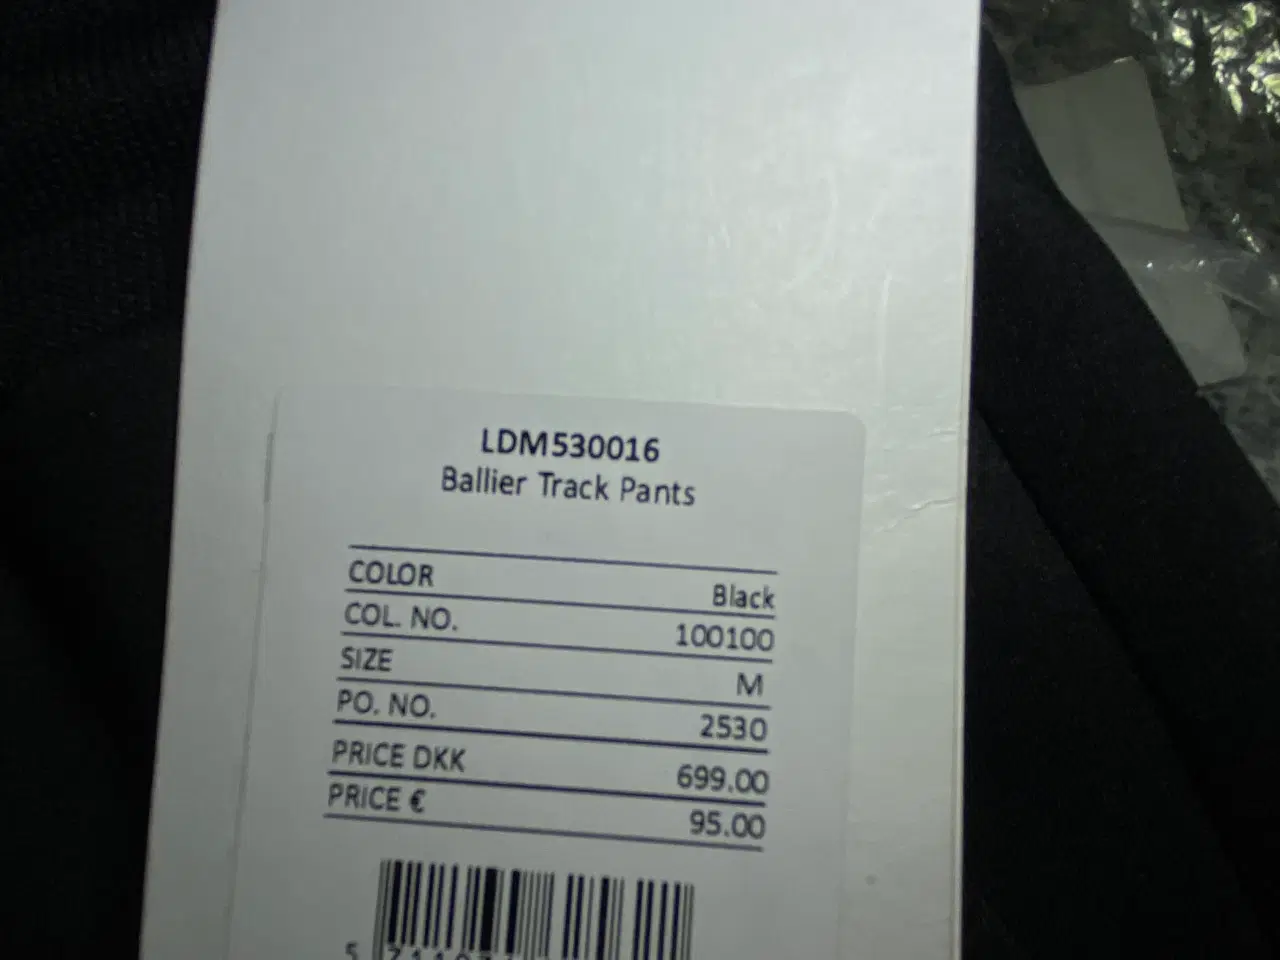 LDM530016
Ballier Track Pants
COLOR Black
COL. NO. 100100
SIZE M
PO. NO. 2530
PRICE DKK 699.00
PRICE € 95.00